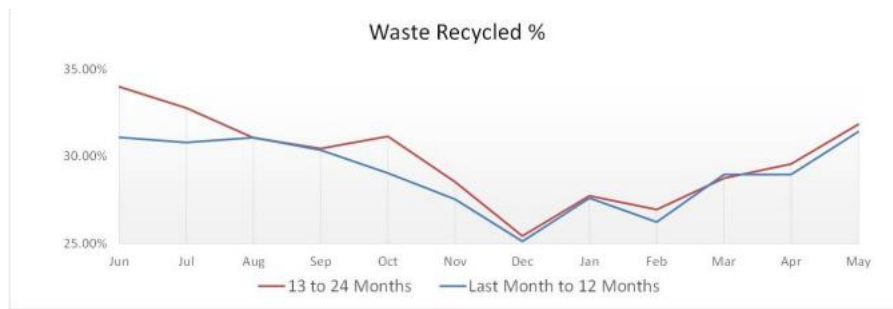 Waste Recycled %
35.00%
30.00%
25.00%
Jun Jul Aug Sep Oct Nov Dec Jan Feb Mar Apr May
13 to 24 Months Last Month to 12 Months